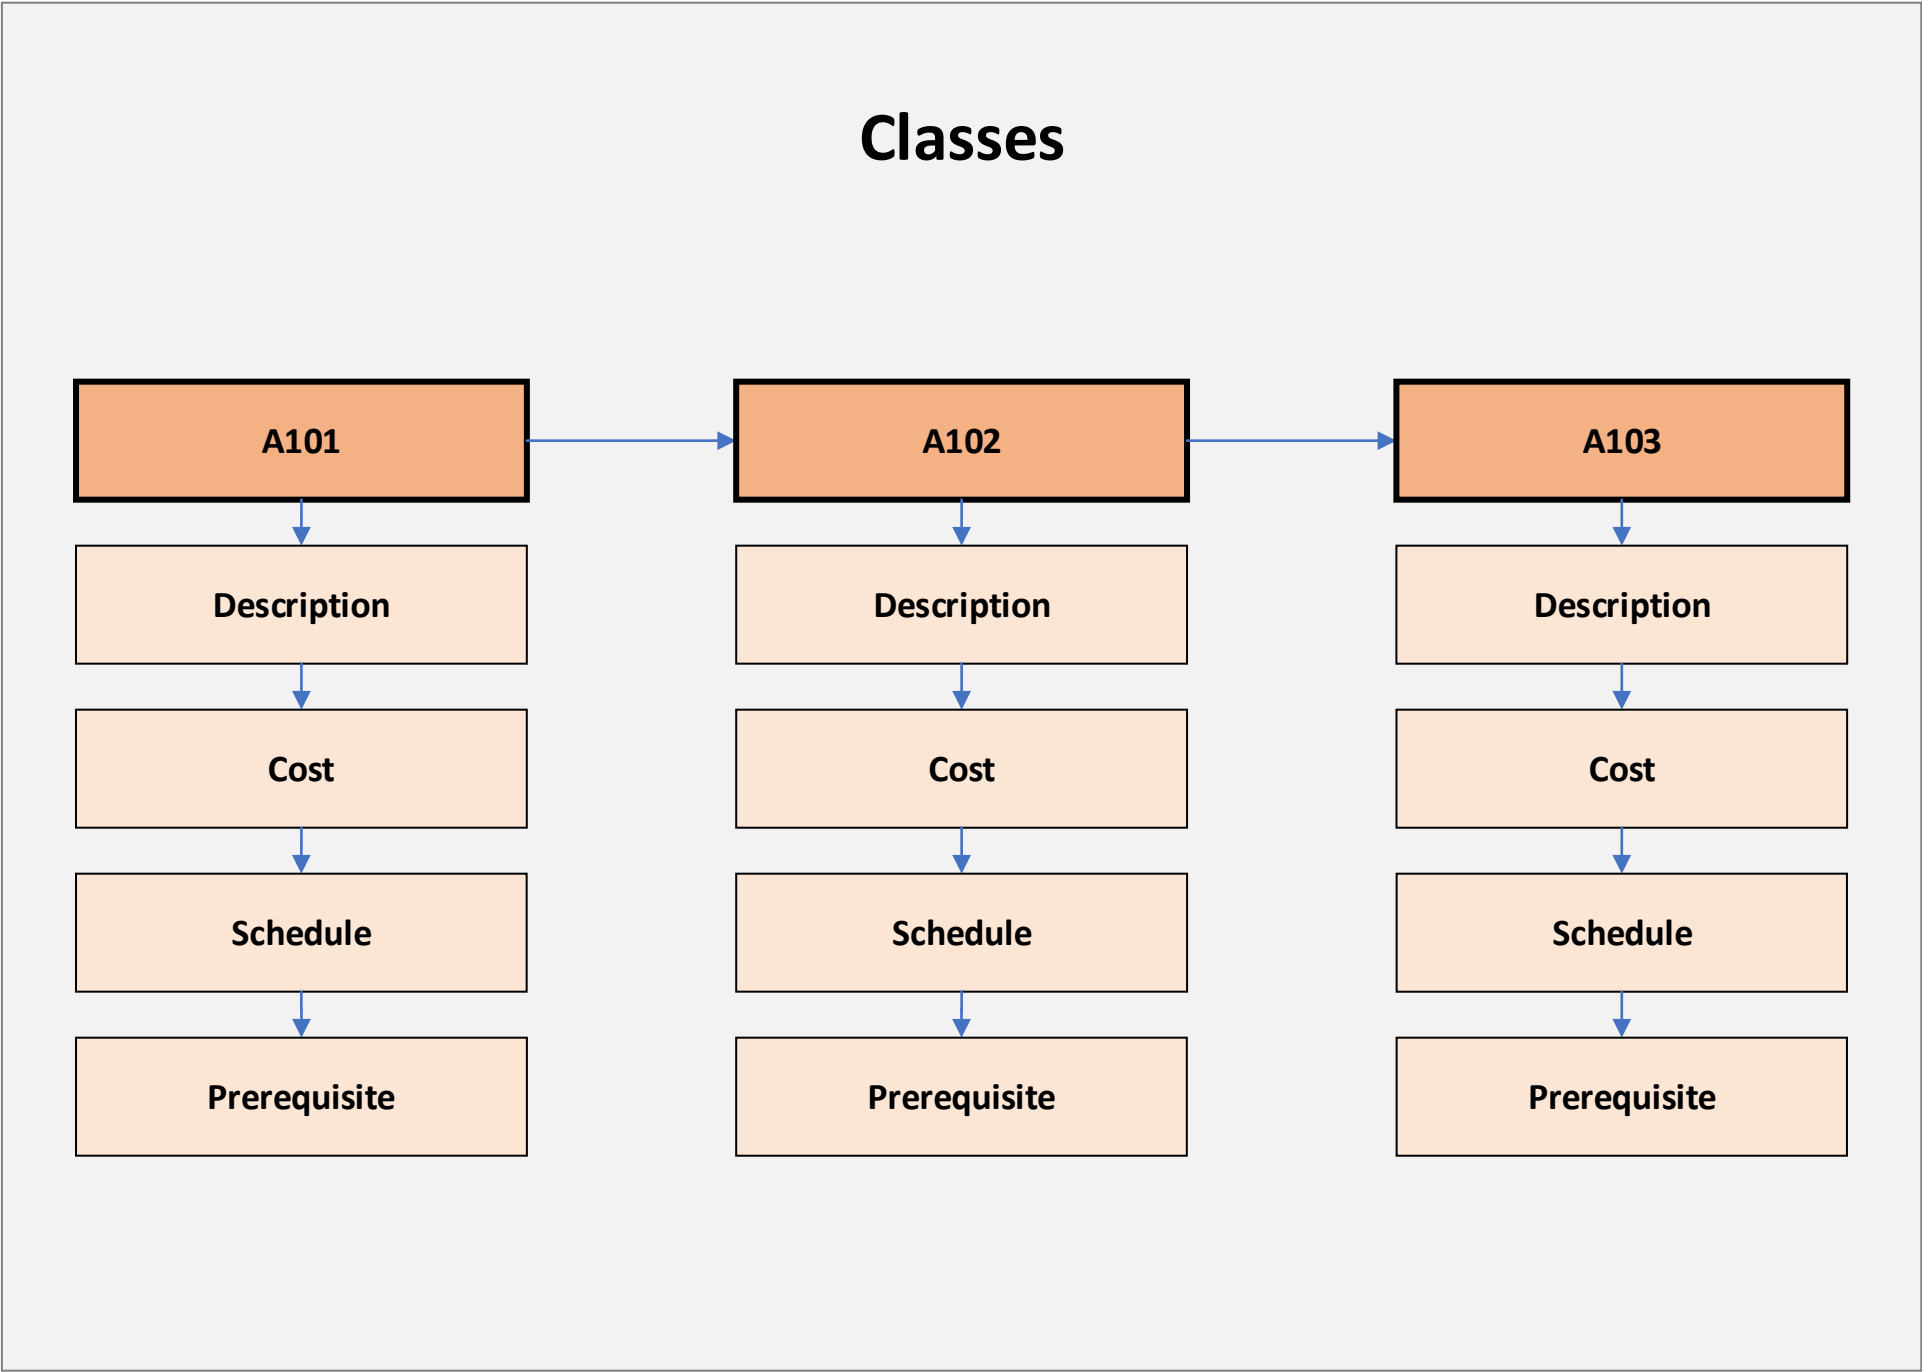 Classes
A101
A102
A103
Description
Description
Description
Cost
Cost
Cost
Schedule
Schedule
Schedule
Prerequisite
Prerequisite
Prerequisite